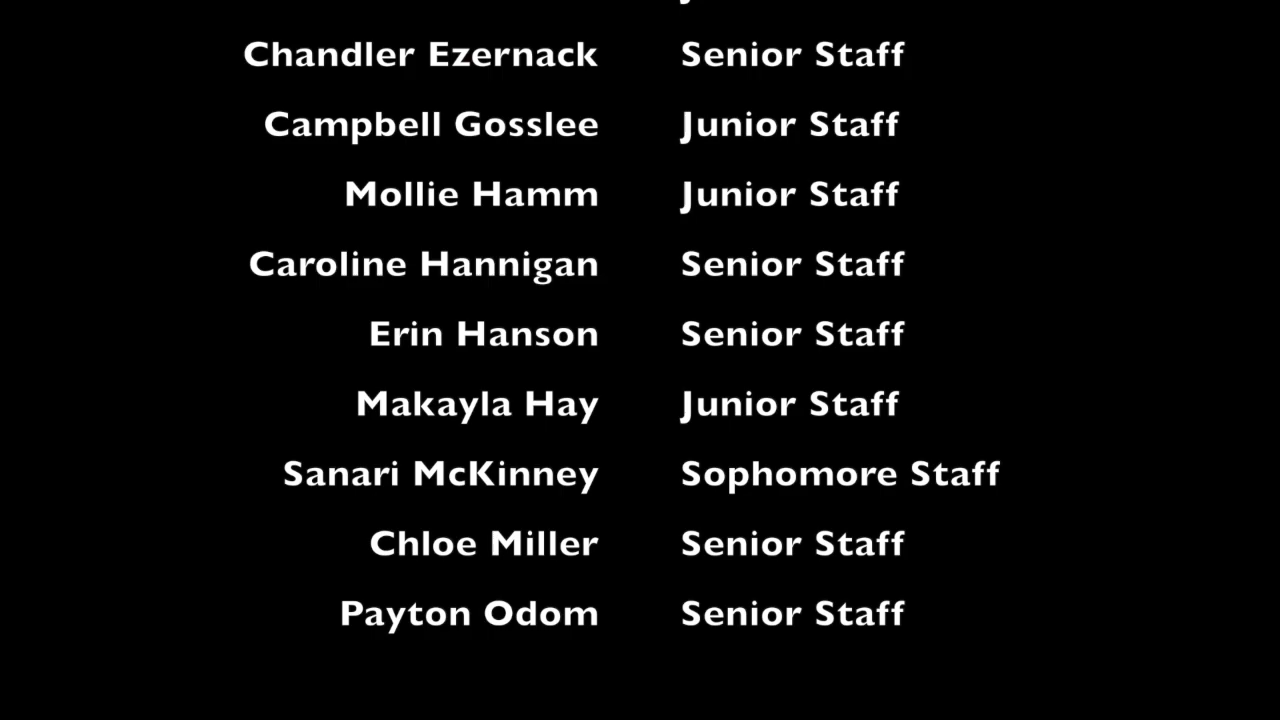 Chandler Ezernack Senior Staff
Campbell Gosslee Junior Staff
Mollie Hamm Junior Staff
Caroline Hannigan Senior Staff
Erin Hanson Senior Staff
Makayla Hay Junior Staff
Sanari McKinney Sophomore Staff
Chloe Miller Senior Staff
Payton Odom Senior Staff